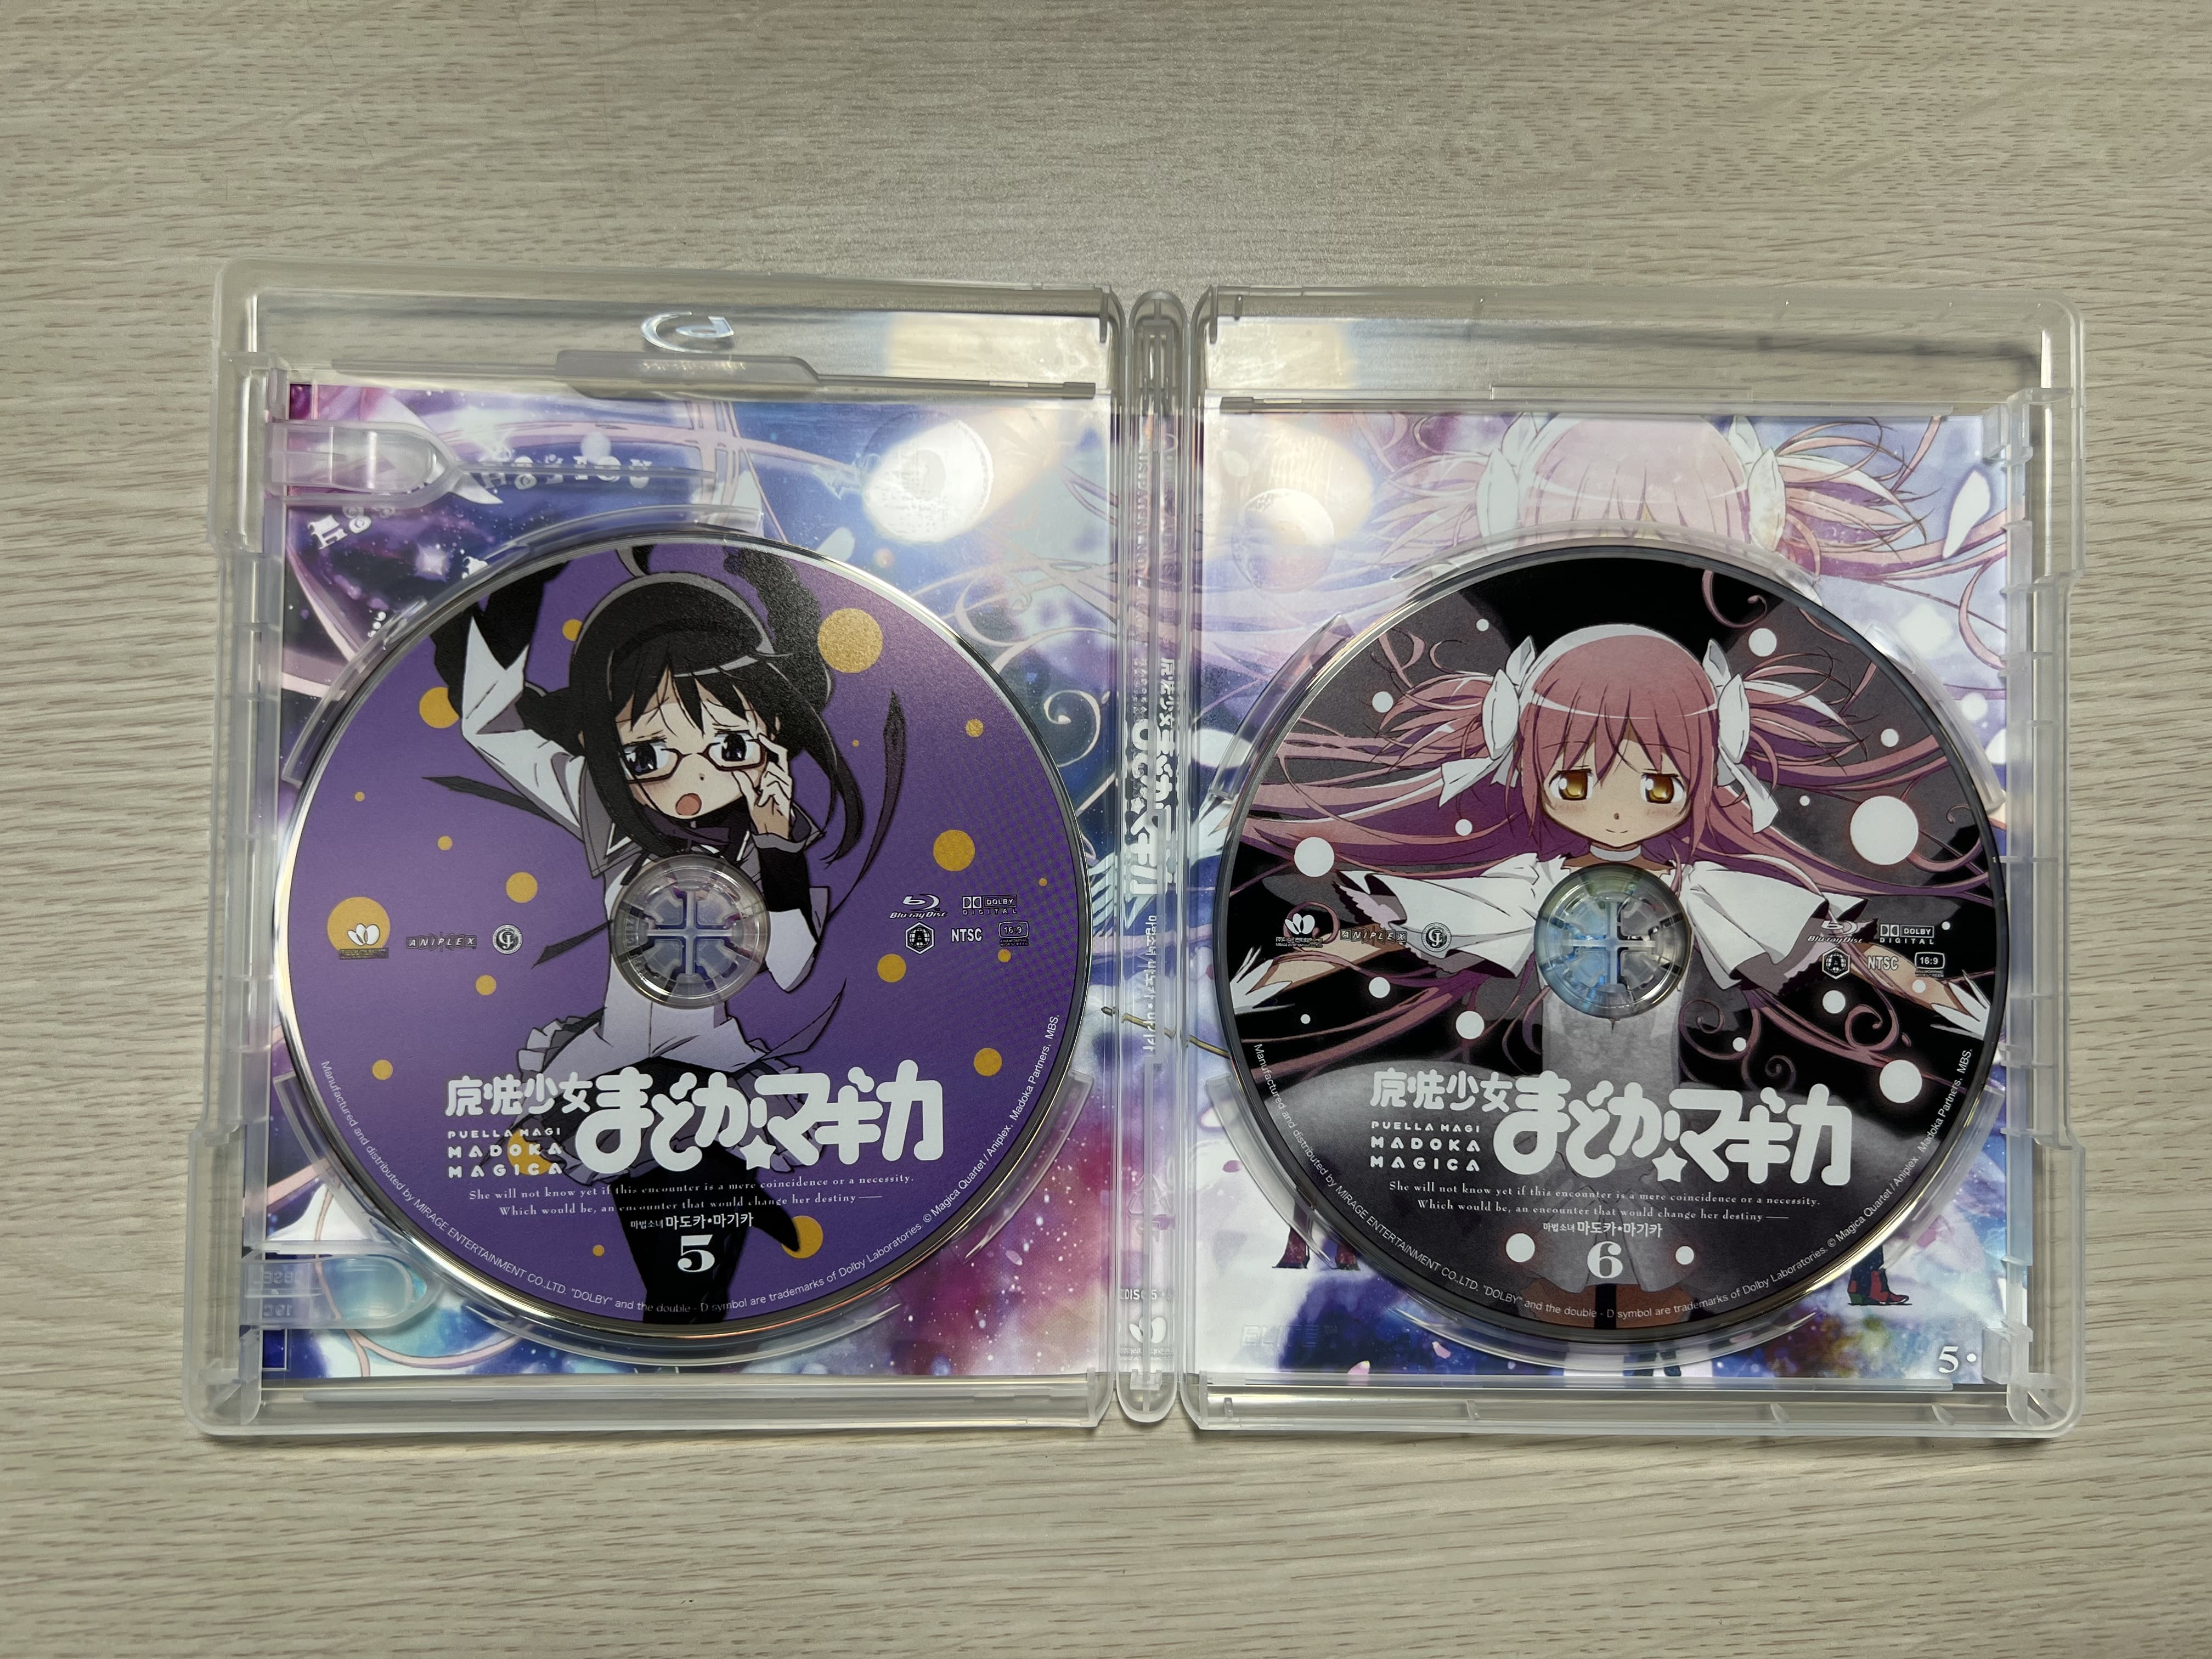 Blu-ray Disc
DOLBY
DIGITAL
ANIPLEX
A
NTSC
16:9
Manufactured and distributed by MIRAGE ENTERTAINMENT CO.,LTD. "DOLBY" and the double - D symbol are trademarks of Dolby Laboratories. © Magica Quartet / Aniplex, Madoka Partners, MBS.
魔法少女まどか☆マギカ
PUELLA MAGI
MADOKA
MAGICA
She will not know yet if this encounter is a mere coincidence or a necessity.
Which would be, an encounter that would change her destiny——
마법소녀 마도카•마기카
5
Blu-ray Disc
DOLBY
DIGITAL
ANIPLEX
A
NTSC
16:9
Manufactured and distributed by MIRAGE ENTERTAINMENT CO.,LTD. "DOLBY" and the double - D symbol are trademarks of Dolby Laboratories. © Magica Quartet / Aniplex, Madoka Partners, MBS.
魔法少女まどか☆マギカ
PUELLA MAGI
MADOKA
MAGICA
She will not know yet if this encounter is a mere coincidence or a necessity.
Which would be, an encounter that would change her destiny——
마법소녀 마도카•마기카
6
5•